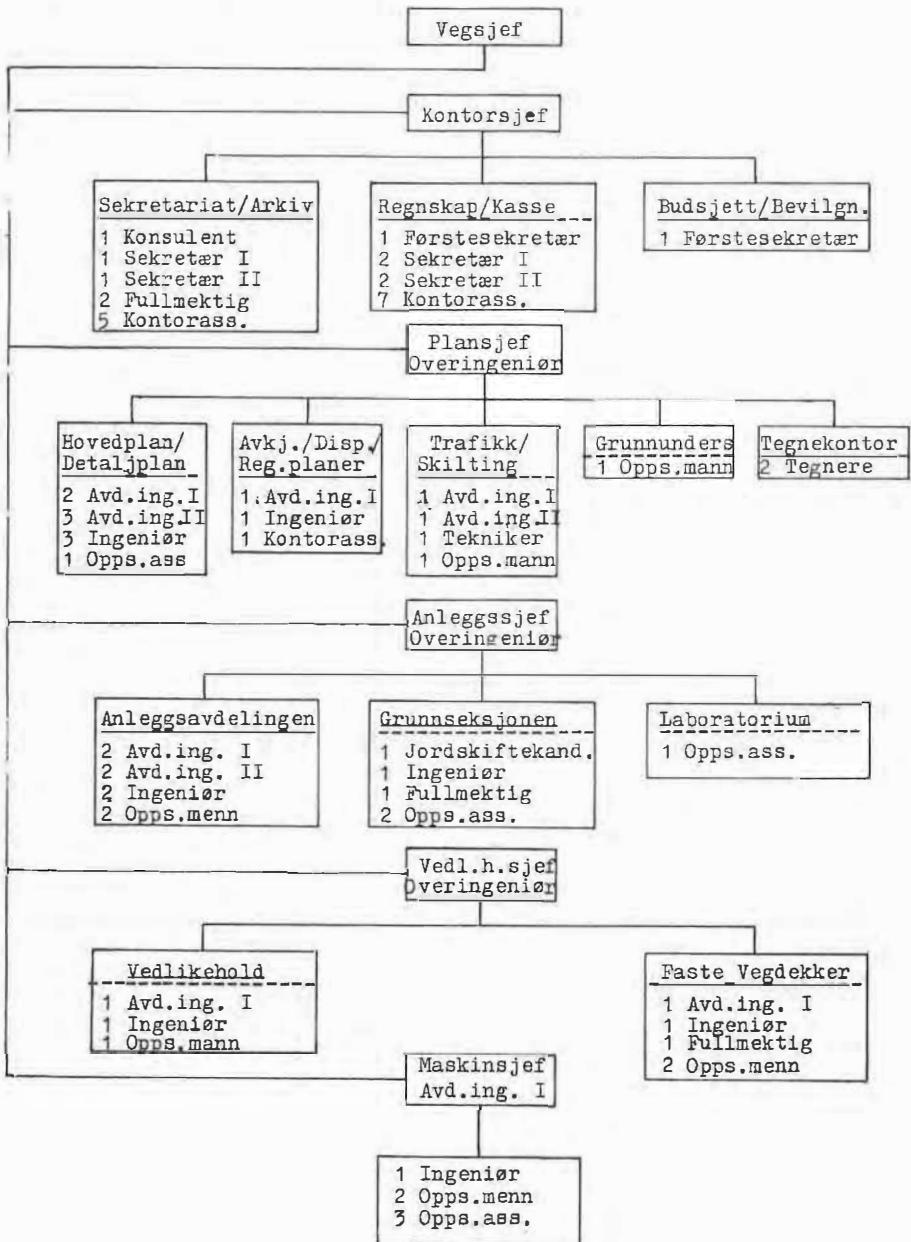 Vegsjef
Kontorsjef
Sekretariat/Arkiv
1 Konsulent
1 Sekretær I
1 Sekretær II
2 Fullmektig
5 Kontorass.
Regnskap/Kasse
1 Førstesekretær
2 Sekretær I
2 Sekretær II
7 Kontorass.
Budsjett/Bevilgn.
1 Førstesekretær
Plansjef
Overingeniør
Hovedplan/
Detaljplan
2 Avd.ing.I
3 Avd.ing.II
3 Ingeniør
1 Opps.ass
Avkj./Disp./
Reg.planer
1 Avd.ing.I
1 Ingeniør
1 Kontorass.
Trafikk/
Skilting
1 Avd.ing.I
1 Avd.ing.II
1 Tekniker
1 Opps.mann
Grunnunders
1 Opps.mann
Tegnekontor
2 Tegnere
Anleggssjef
Overingeniør
Anleggsavdelingen
2 Avd.ing. I
2 Avd.ing. II
2 Ingeniør
2 Opps.menn
Grunnseksjonen
1 Jordskiftekand.
1 Ingeniør
1 Fullmektig
2 Opps.ass.
Laboratorium
1 Opps.ass.
Vedl.h.sjef
Overingeniør
Vedlikehold
1 Avd.ing. I
1 Ingeniør
1 Opps.mann
Faste Vegdekker
1 Avd.ing. I
1 Ingeniør
1 Fullmektig
2 Opps.menn
Maskinsjef
Avd.ing. I
1 Ingeniør
2 Opps.menn
3 Opps.ass.